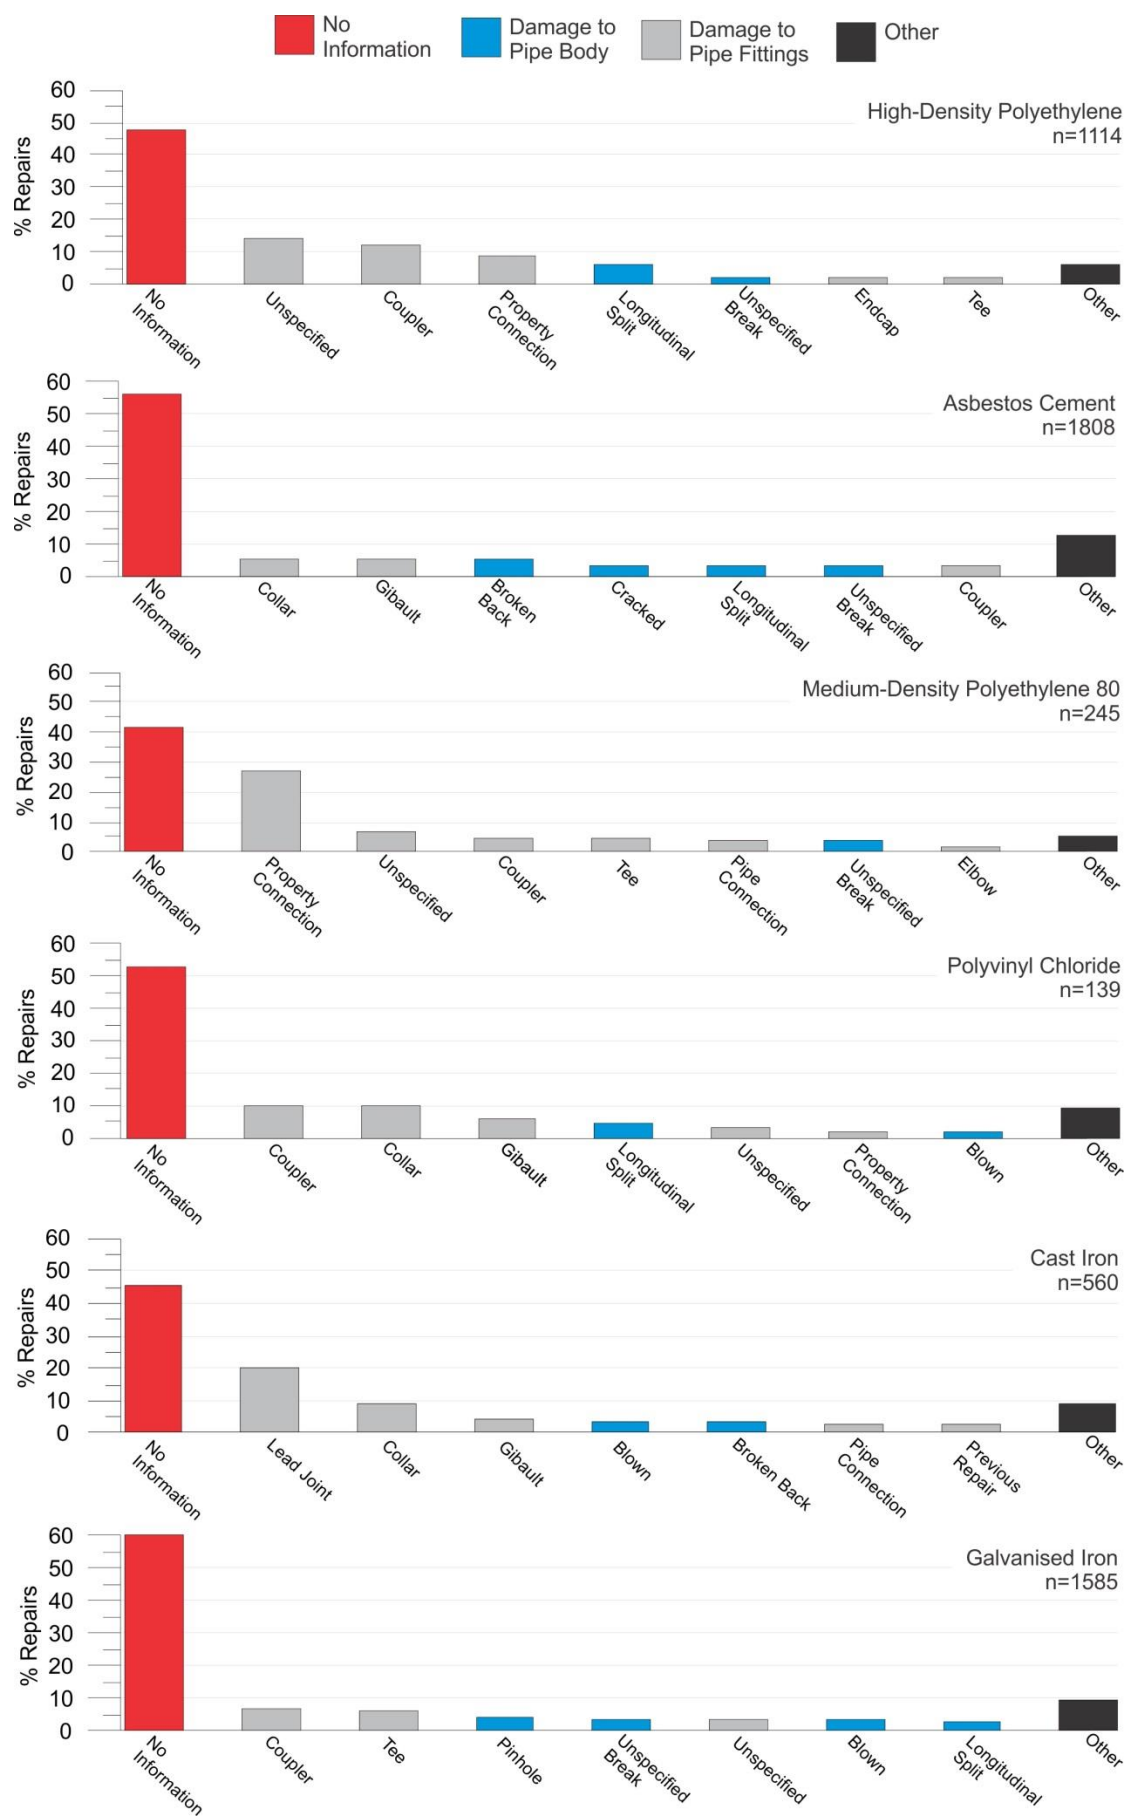 No
Information
Damage to
Pipe Body
Damage to
Pipe Fittings
Other
High-Density Polyethylene
n=1114
% Repairs
60
50
40
30
20
10
0
No
Information
Unspecified
Coupler
Property
Connection
Longitudinal
Split
Unspecified
Break
Endcap
Tee
Other
Asbestos Cement
n=1808
% Repairs
60
50
40
30
20
10
0
No
Information
Collar
Gibault
Broken
Back
Cracked
Longitudinal
Split
Unspecified
Break
Coupler
Other
Medium-Density Polyethylene 80
n=245
% Repairs
60
50
40
30
20
10
0
No
Information
Property
Connection
Unspecified
Coupler
Tee
Pipe
Connection
Unspecified
Break
Elbow
Other
Polyvinyl Chloride
n=139
% Repairs
60
50
40
30
20
10
0
No
Information
Coupler
Collar
Gibault
Longitudinal
Split
Unspecified
Property
Connection
Blown
Other
Cast Iron
n=560
% Repairs
60
50
40
30
20
10
0
No
Information
Lead Joint
Collar
Gibault
Blown
Broken Back
Pipe
Connection
Previous
Repair
Other
Galvanised Iron
n=1585
% Repairs
60
50
40
30
20
10
0
No
Information
Coupler
Tee
Pinhole
Unspecified
Break
Unspecified
Blown
Longitudinal
Split
Other